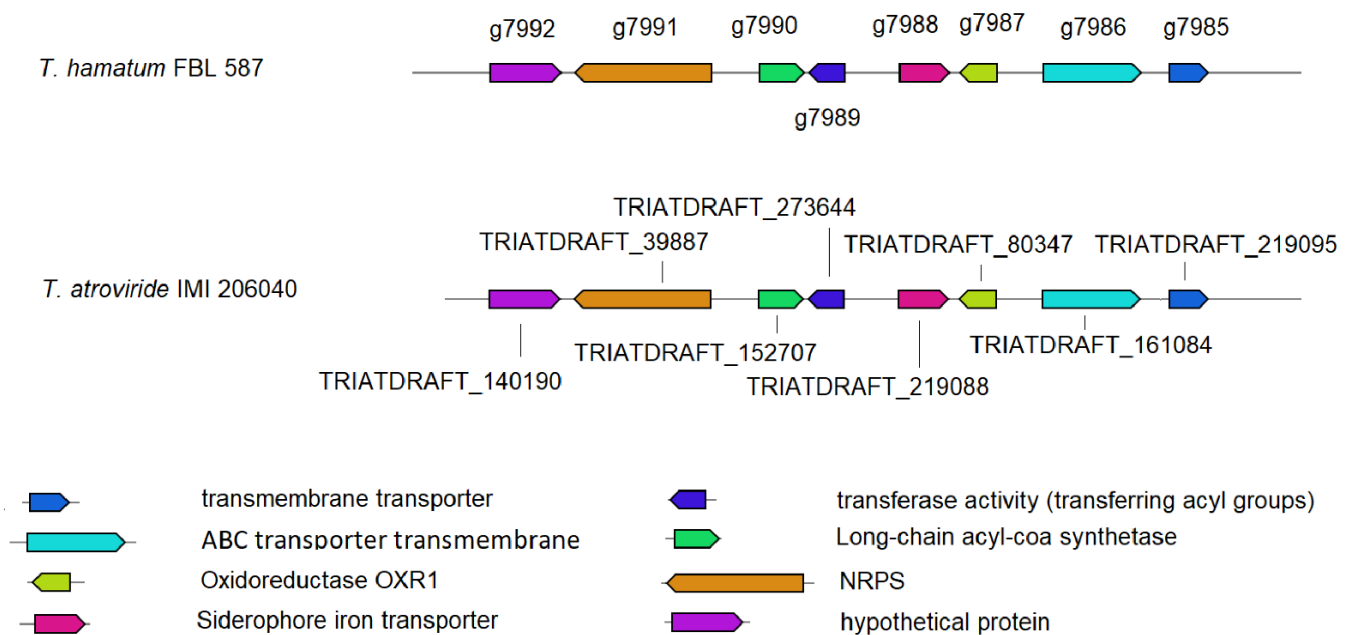 g7992 g7991 g7990 g7988 g7987 g7986 g7985
T. hamatum FBL 587
g7989
TRIATDRAFT_273644
TRIATDRAFT_39887 TRIATDRAFT_80347 TRIATDRAFT_219095
T. atroviride IMI 206040
TRIATDRAFT_152707 TRIATDRAFT_161084
TRIATDRAFT_140190 TRIATDRAFT_219088
transmembrane transporter transferase activity (transferring acyl groups)
ABC transporter transmembrane Long-chain acyl-coa synthetase
Oxidoreductase OXR1 NRPS
Siderophore iron transporter hypothetical protein